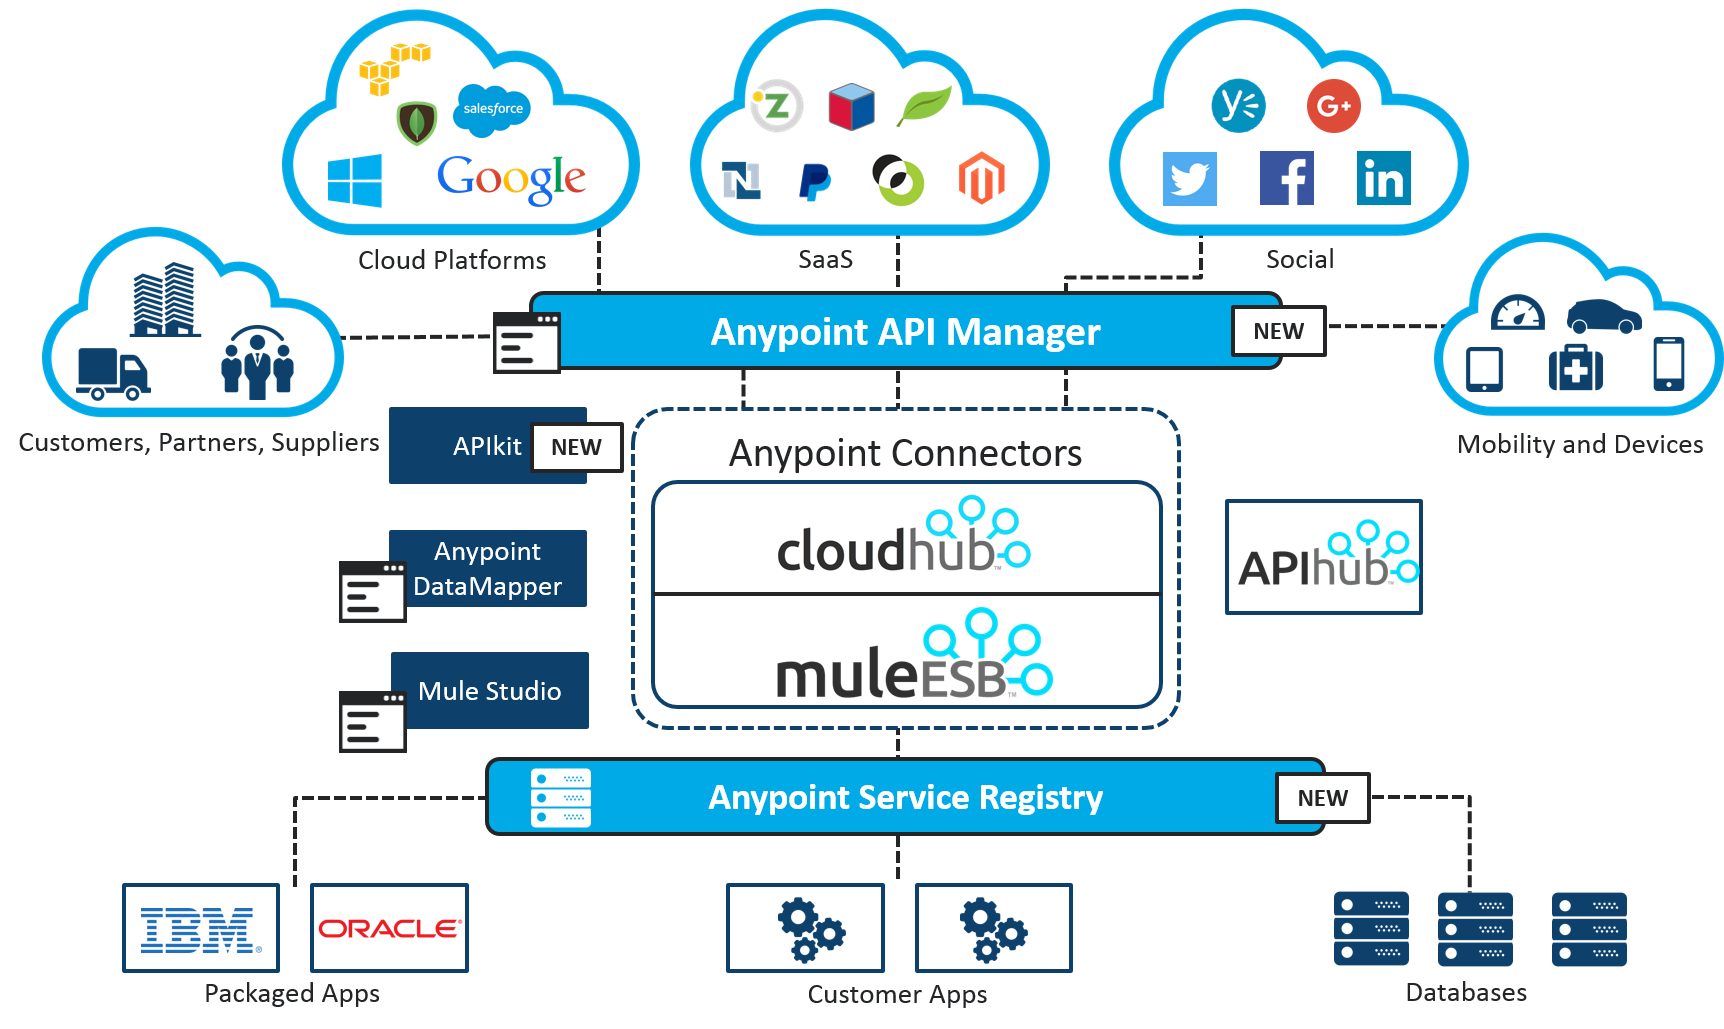 salesforce
Google
Z
N
P
y
G+
f
in
Cloud Platforms
SaaS
Social
Anypoint API Manager
NEW
Customers, Partners, Suppliers
Mobility and Devices
APIkit
NEW
Anypoint Connectors
cloudhub™
Anypoint
DataMapper
APIhub™
Mule Studio
muleESB™
Anypoint Service Registry
NEW
IBM®
ORACLE®
Packaged Apps
Customer Apps
Databases